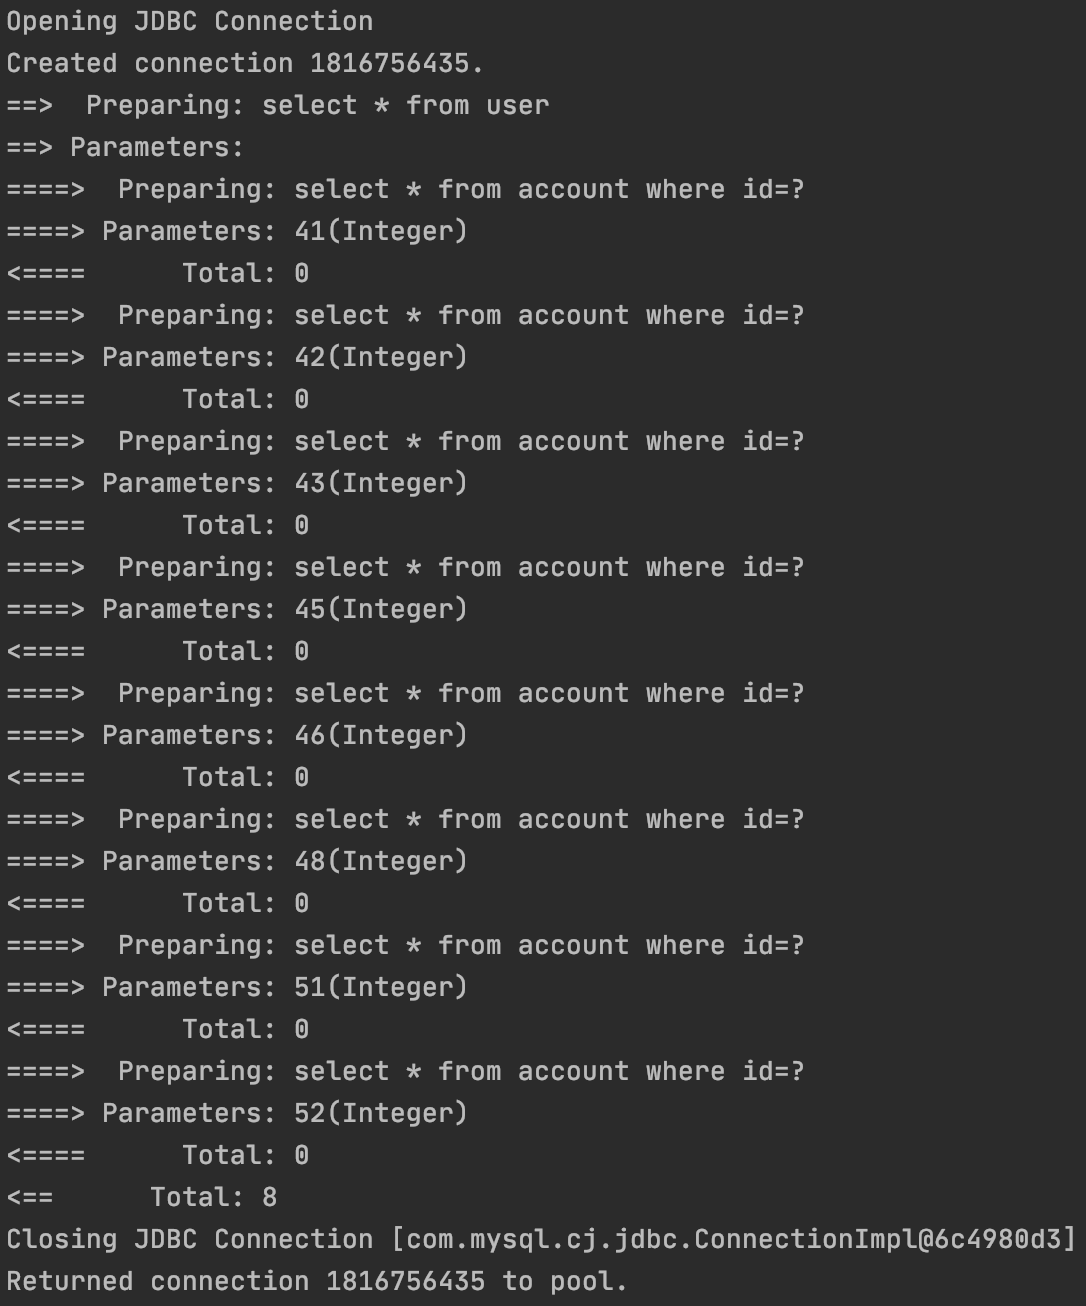 Opening JDBC Connection
Created connection 1816756435.
==>  Preparing: select * from user
==> Parameters:
====>  Preparing: select * from account where id=?
====> Parameters: 41(Integer)
<====      Total: 0
====>  Preparing: select * from account where id=?
====> Parameters: 42(Integer)
<====      Total: 0
====>  Preparing: select * from account where id=?
====> Parameters: 43(Integer)
<====      Total: 0
====>  Preparing: select * from account where id=?
====> Parameters: 45(Integer)
<====      Total: 0
====>  Preparing: select * from account where id=?
====> Parameters: 46(Integer)
<====      Total: 0
====>  Preparing: select * from account where id=?
====> Parameters: 48(Integer)
<====      Total: 0
====>  Preparing: select * from account where id=?
====> Parameters: 51(Integer)
<====      Total: 0
====>  Preparing: select * from account where id=?
====> Parameters: 52(Integer)
<====      Total: 0
<==      Total: 8
Closing JDBC Connection [com.mysql.cj.jdbc.ConnectionImpl@6c4980d3]
Returned connection 1816756435 to pool.